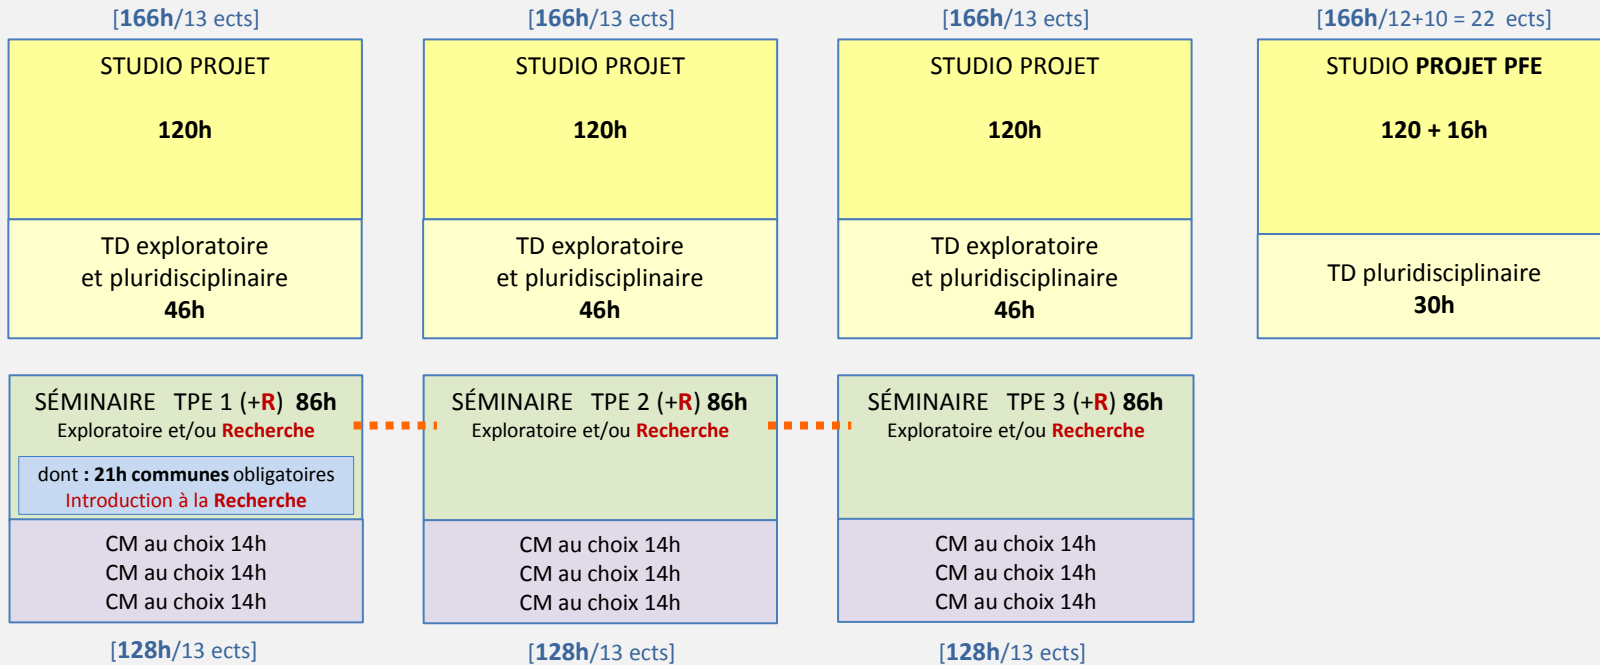 [166h/13 ects]
STUDIO PROJET
120h
TD exploratoire
et pluridisciplinaire
46h
[166h/13 ects]
STUDIO PROJET
120h
TD exploratoire
et pluridisciplinaire
46h
[166h/13 ects]
STUDIO PROJET
120h
TD exploratoire
et pluridisciplinaire
46h
[166h/12+10 = 22 ects]
STUDIO PROJET PFE
120 + 16h
TD pluridisciplinaire
30h
SÉMINAIRE TPE 1 (+R) 86h
Exploratoire et/ou Recherche
dont : 21h communes obligatoires
Introduction à la Recherche
CM au choix 14h
CM au choix 14h
CM au choix 14h
[128h/13 ects]
SÉMINAIRE TPE 2 (+R) 86h
Exploratoire et/ou Recherche
CM au choix 14h
CM au choix 14h
CM au choix 14h
[128h/13 ects]
SÉMINAIRE TPE 3 (+R) 86h
Exploratoire et/ou Recherche
CM au choix 14h
CM au choix 14h
CM au choix 14h
[128h/13 ects]